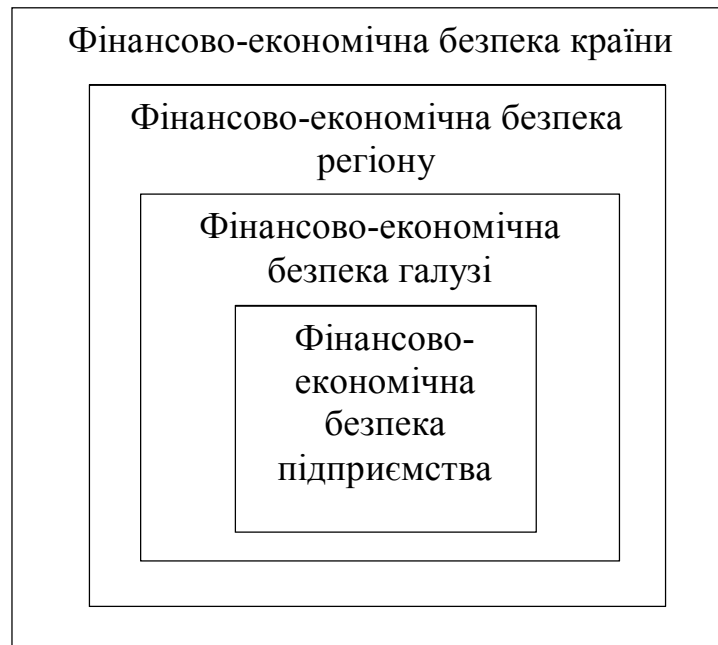 Фінансово-економічна безпека країни
Фінансово-економічна безпека
регіону
Фінансово-економічна
безпека галузі
Фінансово-
економічна
безпека
підприємства